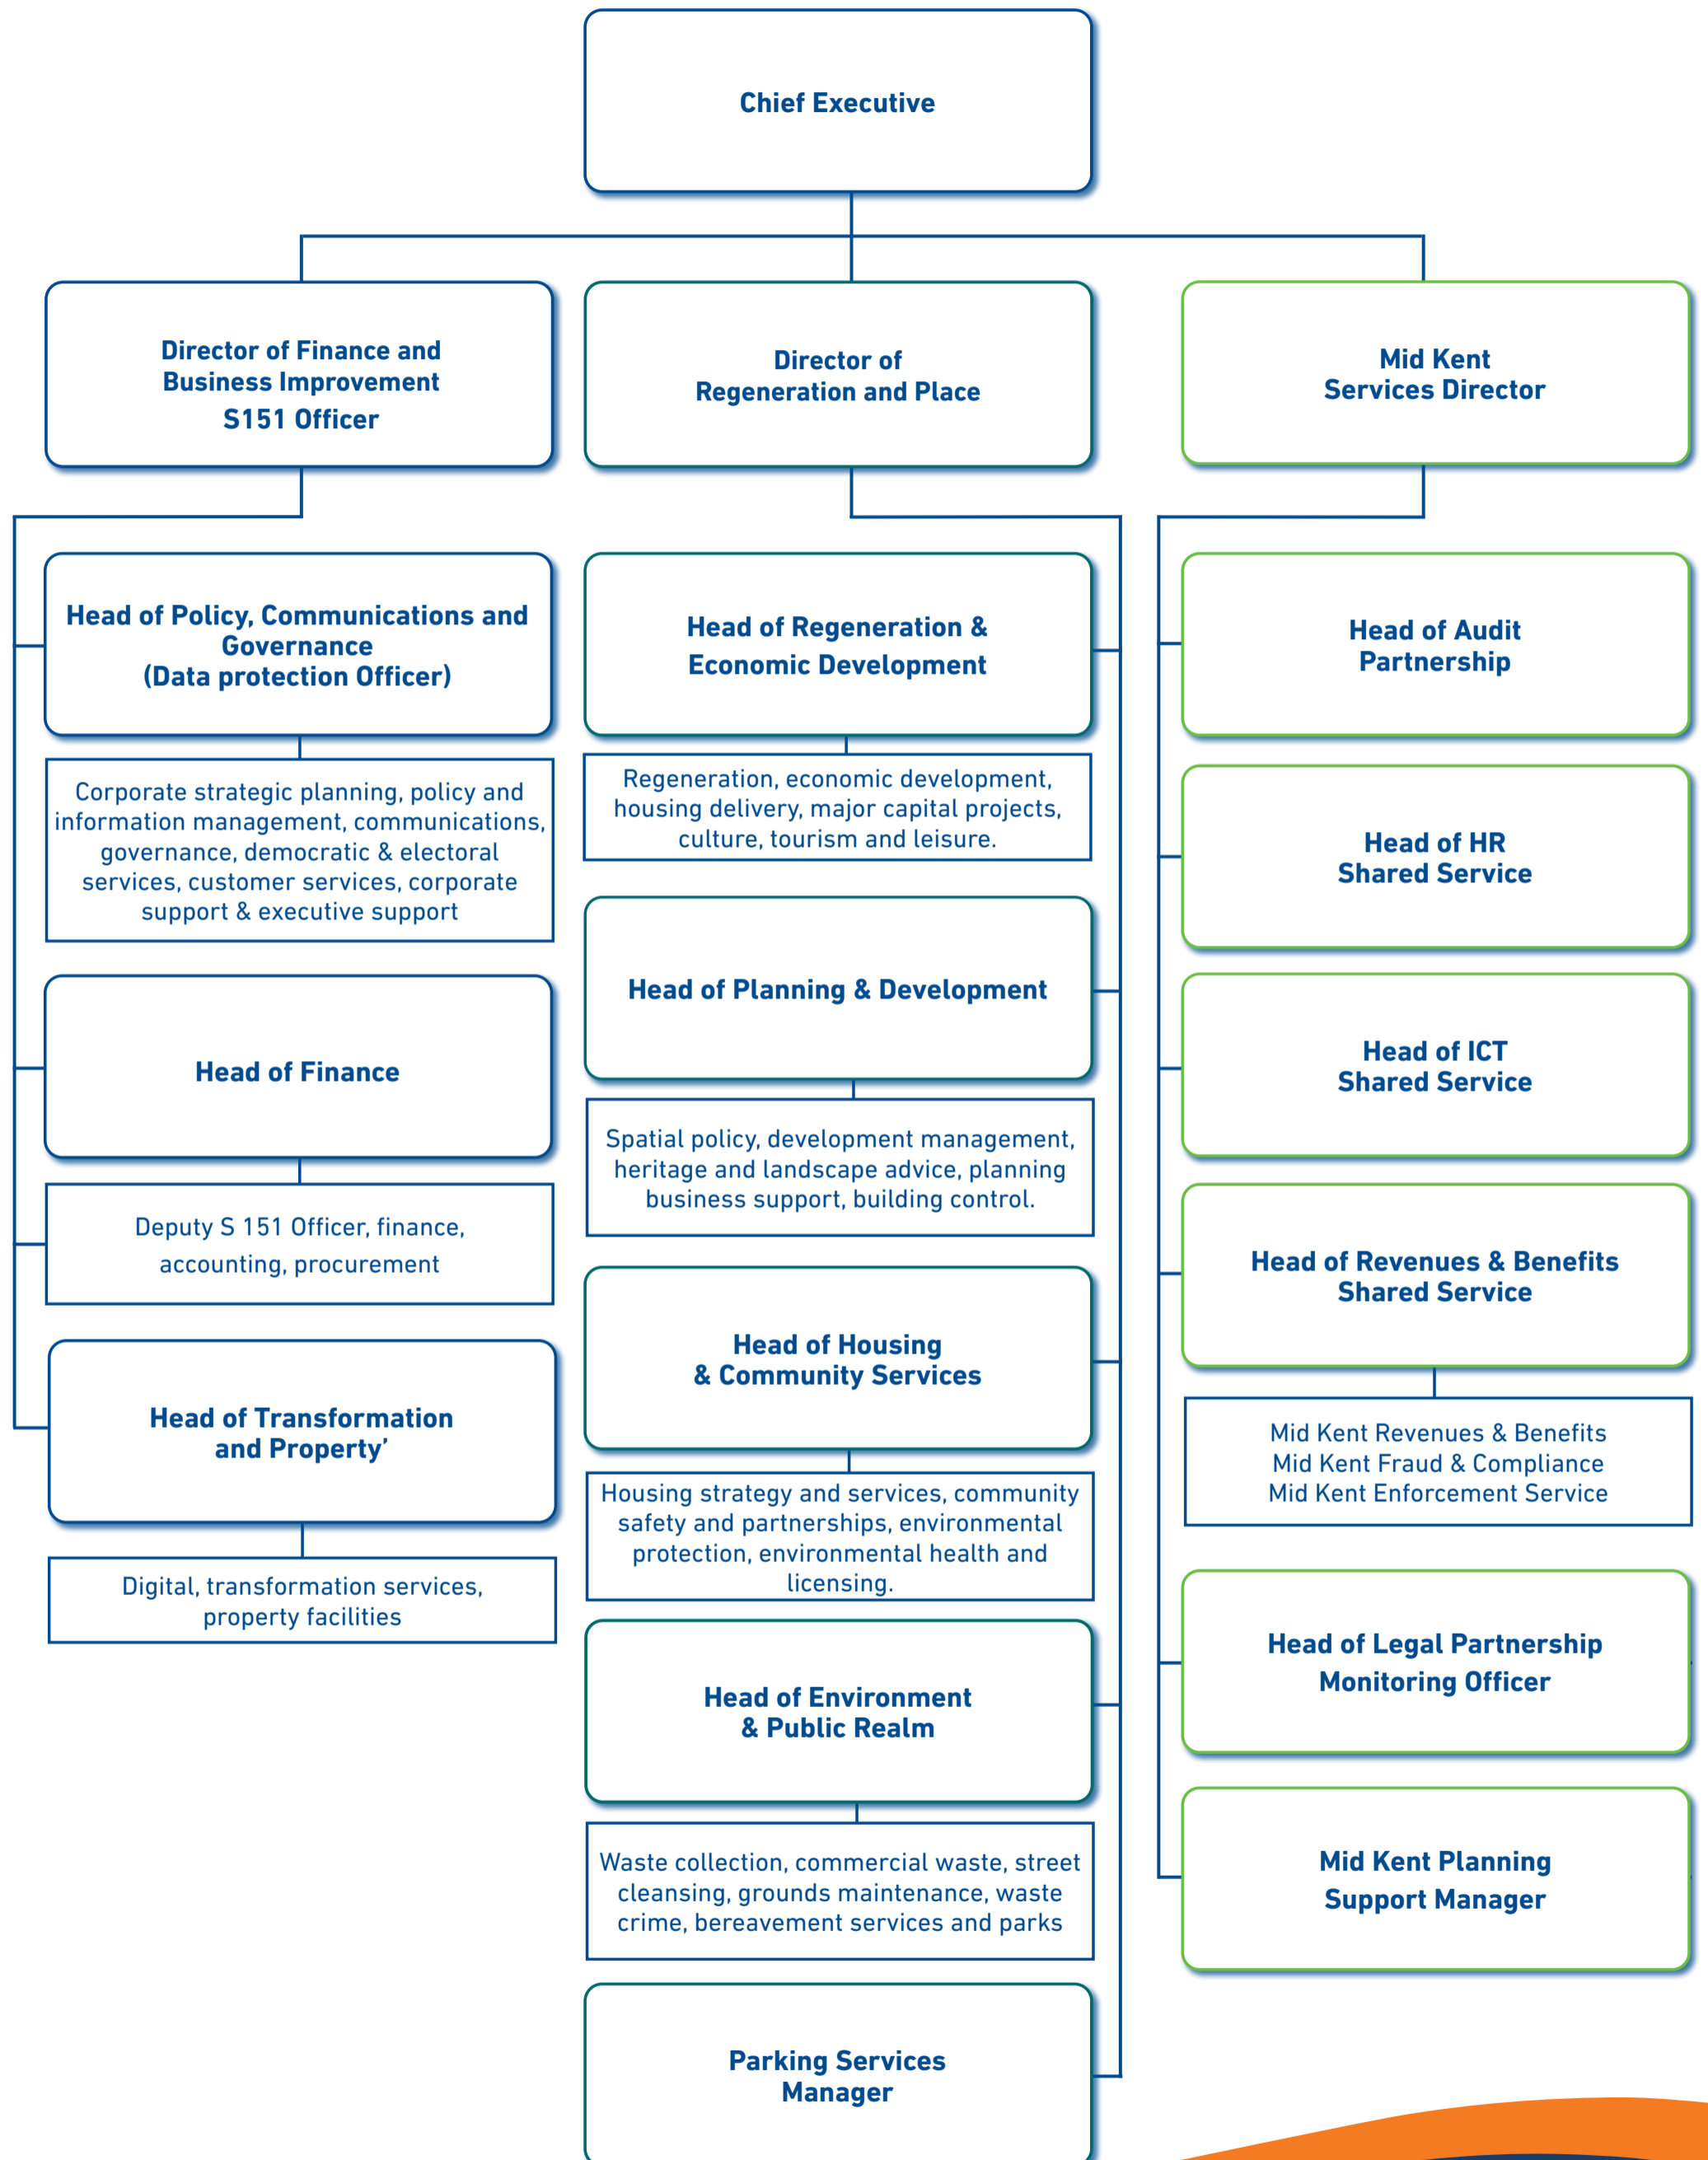 Chief Executive
Director of Finance and
Business Improvement
S151 Officer
Director of
Regeneration and Place
Mid Kent
Services Director
Head of Policy, Communications and
Governance
(Data protection Officer)
Corporate strategic planning, policy and
information management, communications,
governance, democratic & electoral
services, customer services, corporate
support & executive support
Head of Finance
Deputy S 151 Officer, finance,
accounting, procurement
Head of Transformation
and Property’
Digital, transformation services,
property facilities
Head of Regeneration &
Economic Development
Regeneration, economic development,
housing delivery, major capital projects,
culture, tourism and leisure.
Head of Planning & Development
Spatial policy, development management,
heritage and landscape advice, planning
business support, building control.
Head of Housing
& Community Services
Housing strategy and services, community
safety and partnerships, environmental
protection, environmental health and
licensing.
Head of Environment
& Public Realm
Waste collection, commercial waste, street
cleansing, grounds maintenance, waste
crime, bereavement services and parks
Parking Services
Manager
Head of Audit
Partnership
Head of HR
Shared Service
Head of ICT
Shared Service
Head of Revenues & Benefits
Shared Service
Mid Kent Revenues & Benefits
Mid Kent Fraud & Compliance
Mid Kent Enforcement Service
Head of Legal Partnership
Monitoring Officer
Mid Kent Planning
Support Manager